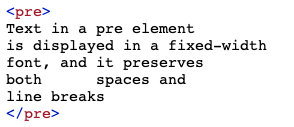 <pre>
Text in a pre element
is displayed in a fixed-width
font, and it preserves
both      spaces and
line breaks
</pre>